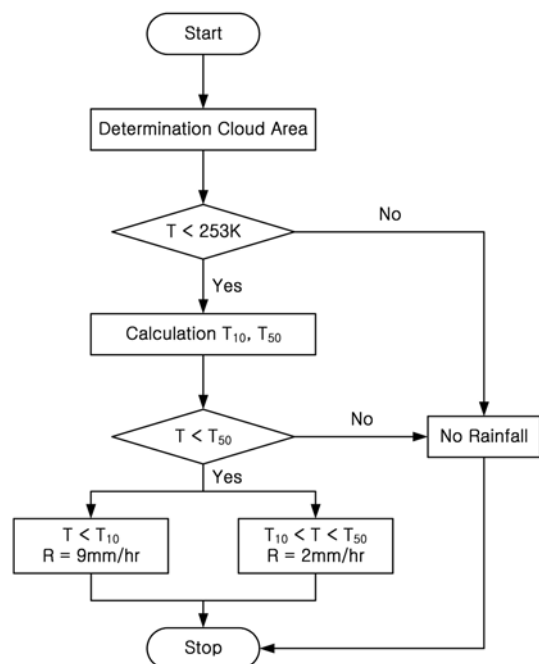 Start
Determination Cloud Area
T < 253K
No
Yes
Calculation T₁₀, T₅₀
T < T₅₀
No
No Rainfall
Yes
T < T₁₀
R = 9mm/hr
T₁₀ < T < T₅₀
R = 2mm/hr
Stop